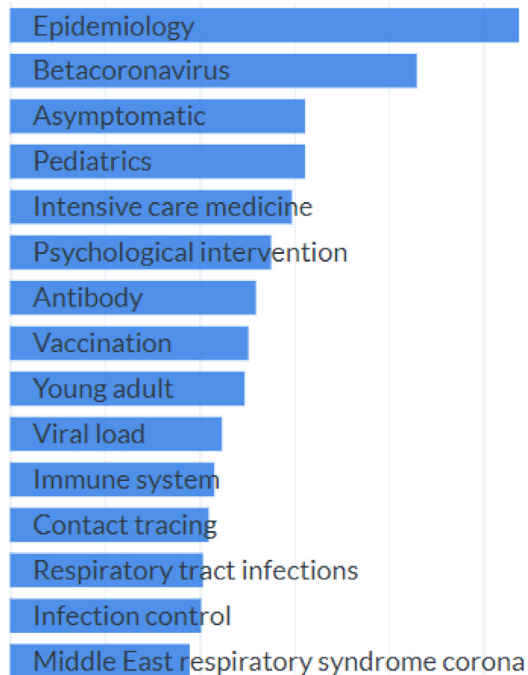 Epidemiology
Betacoronavirus
Asymptomatic
Pediatrics
Intensive care medicine
Psychological intervention
Antibody
Vaccination
Young adult
Viral load
Immune system
Contact tracing
Respiratory tract infections
Infection control
Middle East respiratory syndrome corona